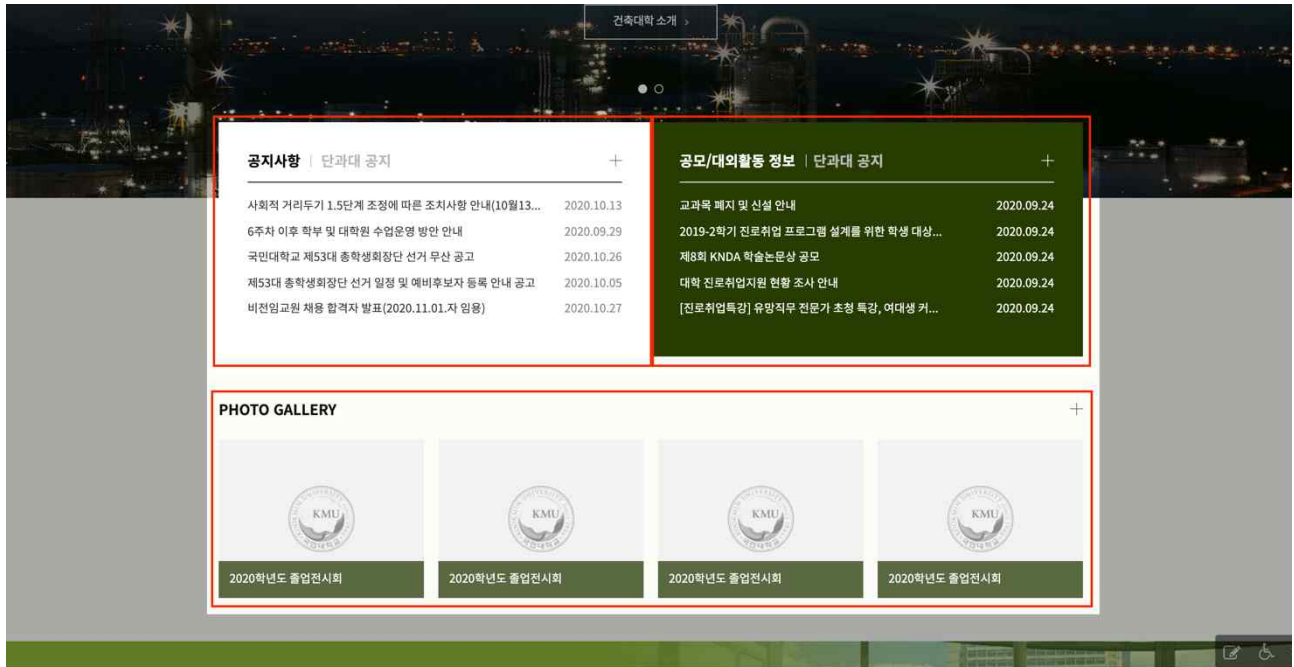 건축대학 소개 >
공지사항 | 단과대 공지 +
사회적 거리두기 1.5단계 조정에 따른 조치사항 안내(10월13... 2020.10.13
6주차 이후 학부 및 대학원 수업운영 방안 안내 2020.09.29
국민대학교 제53대 총학생회장단 선거 무산 공고 2020.10.26
제53대 총학생회장단 선거 일정 및 예비후보자 등록 안내 공고 2020.10.05
비전임교원 채용 합격자 발표(2020.11.01.자 임용) 2020.10.27
공모/대외활동 정보 | 단과대 공지 +
교과목 폐지 및 신설 안내 2020.09.24
2019-2학기 진로취업 프로그램 설계를 위한 학생 대상... 2020.09.24
제8회 KNDA 학술논문상 공모 2020.09.24
대학 진로취업지원 현황 조사 안내 2020.09.24
[진로취업특강] 유망직무 전문가 초청 특강, 여대생 커... 2020.09.24
PHOTO GALLERY +
KMU
KMU
KMU
KMU
2020학년도 졸업전시회
2020학년도 졸업전시회
2020학년도 졸업전시회
2020학년도 졸업전시회